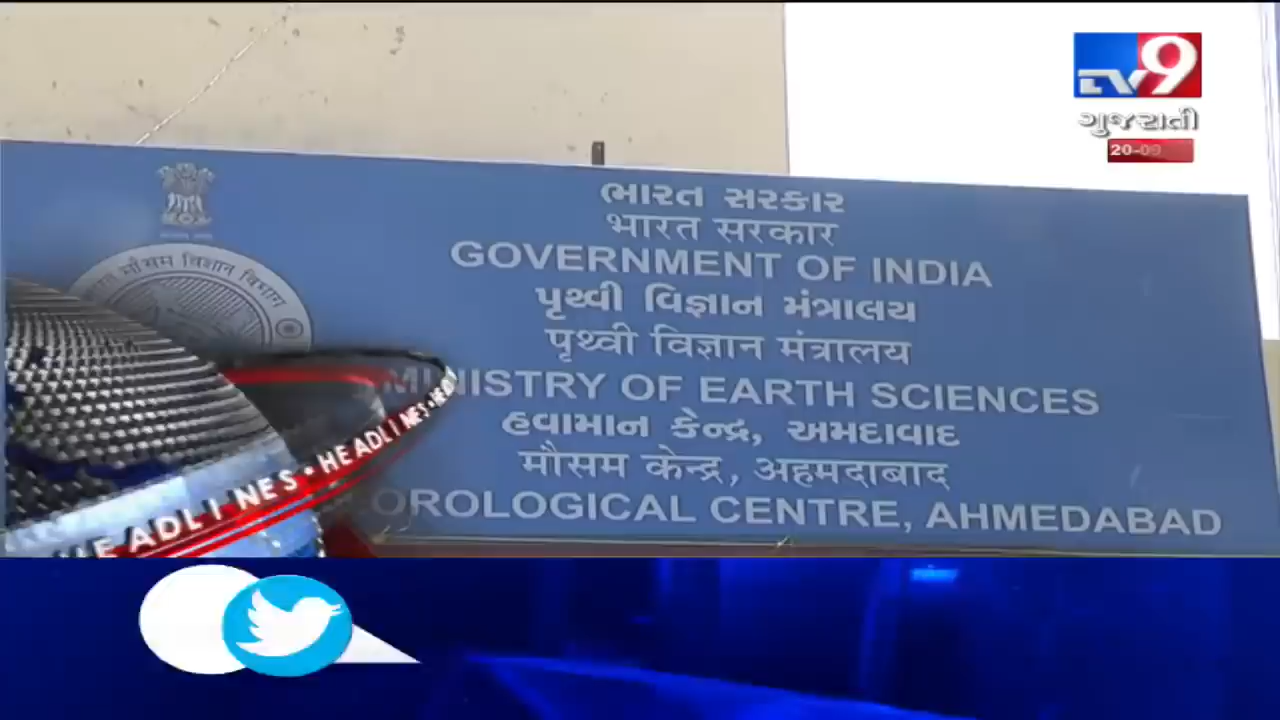 TV9
ગુજરાતી
20-09
ભારત સરકાર
भारत सरकार
GOVERNMENT OF INDIA
मौसम विज्ञान विभाग
પૃથ્વી વિજ્ઞાન મંત્રાલય
पृथ्वी विज्ञान मंत्रालय
MINISTRY OF EARTH SCIENCES
હવામાન કેન્દ્ર, અમદાવાદ
मौसम केन्द्र, अहमदाबाद
OROLOGICAL CENTRE, AHMEDABAD
HEADLINES • HEADLINES •